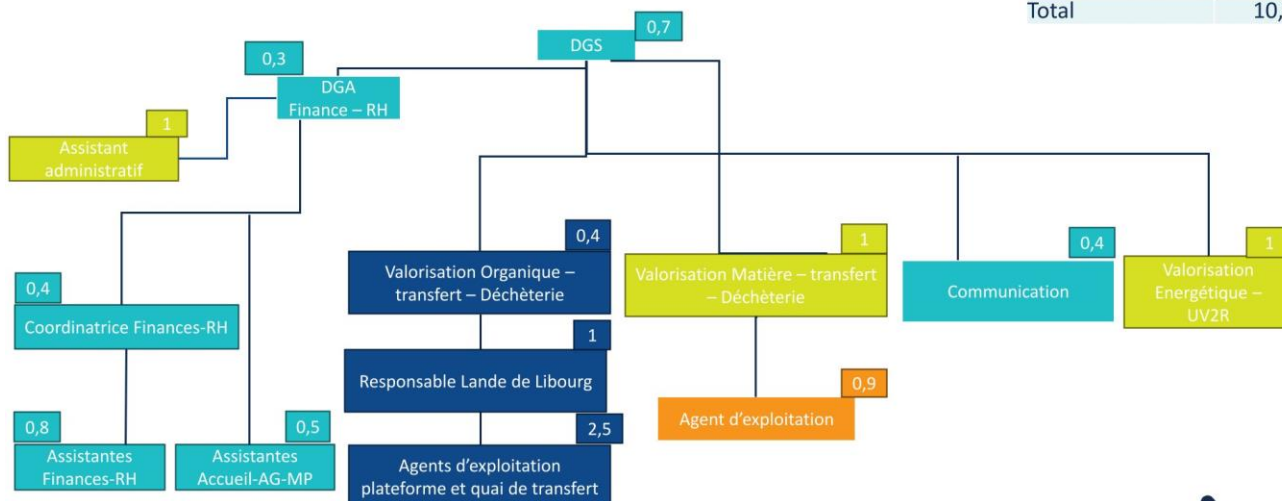 Total 10,
0,7
DGS
0,3
DGA
Finance – RH
1
Assistant
administratif
0,4
Valorisation Organique –
transfert – Déchèterie
1
Valorisation Matière – transfert
– Déchèterie
0,4
Communication
1
Valorisation
Energétique –
UV2R
0,4
Coordinatrice Finances-RH
1
Responsable Lande de Libourg
0,9
Agent d’exploitation
0,8
Assistantes
Finances-RH
0,5
Assistantes
Accueil-AG-MP
2,5
Agents d’exploitation
plateforme et quai de transfert